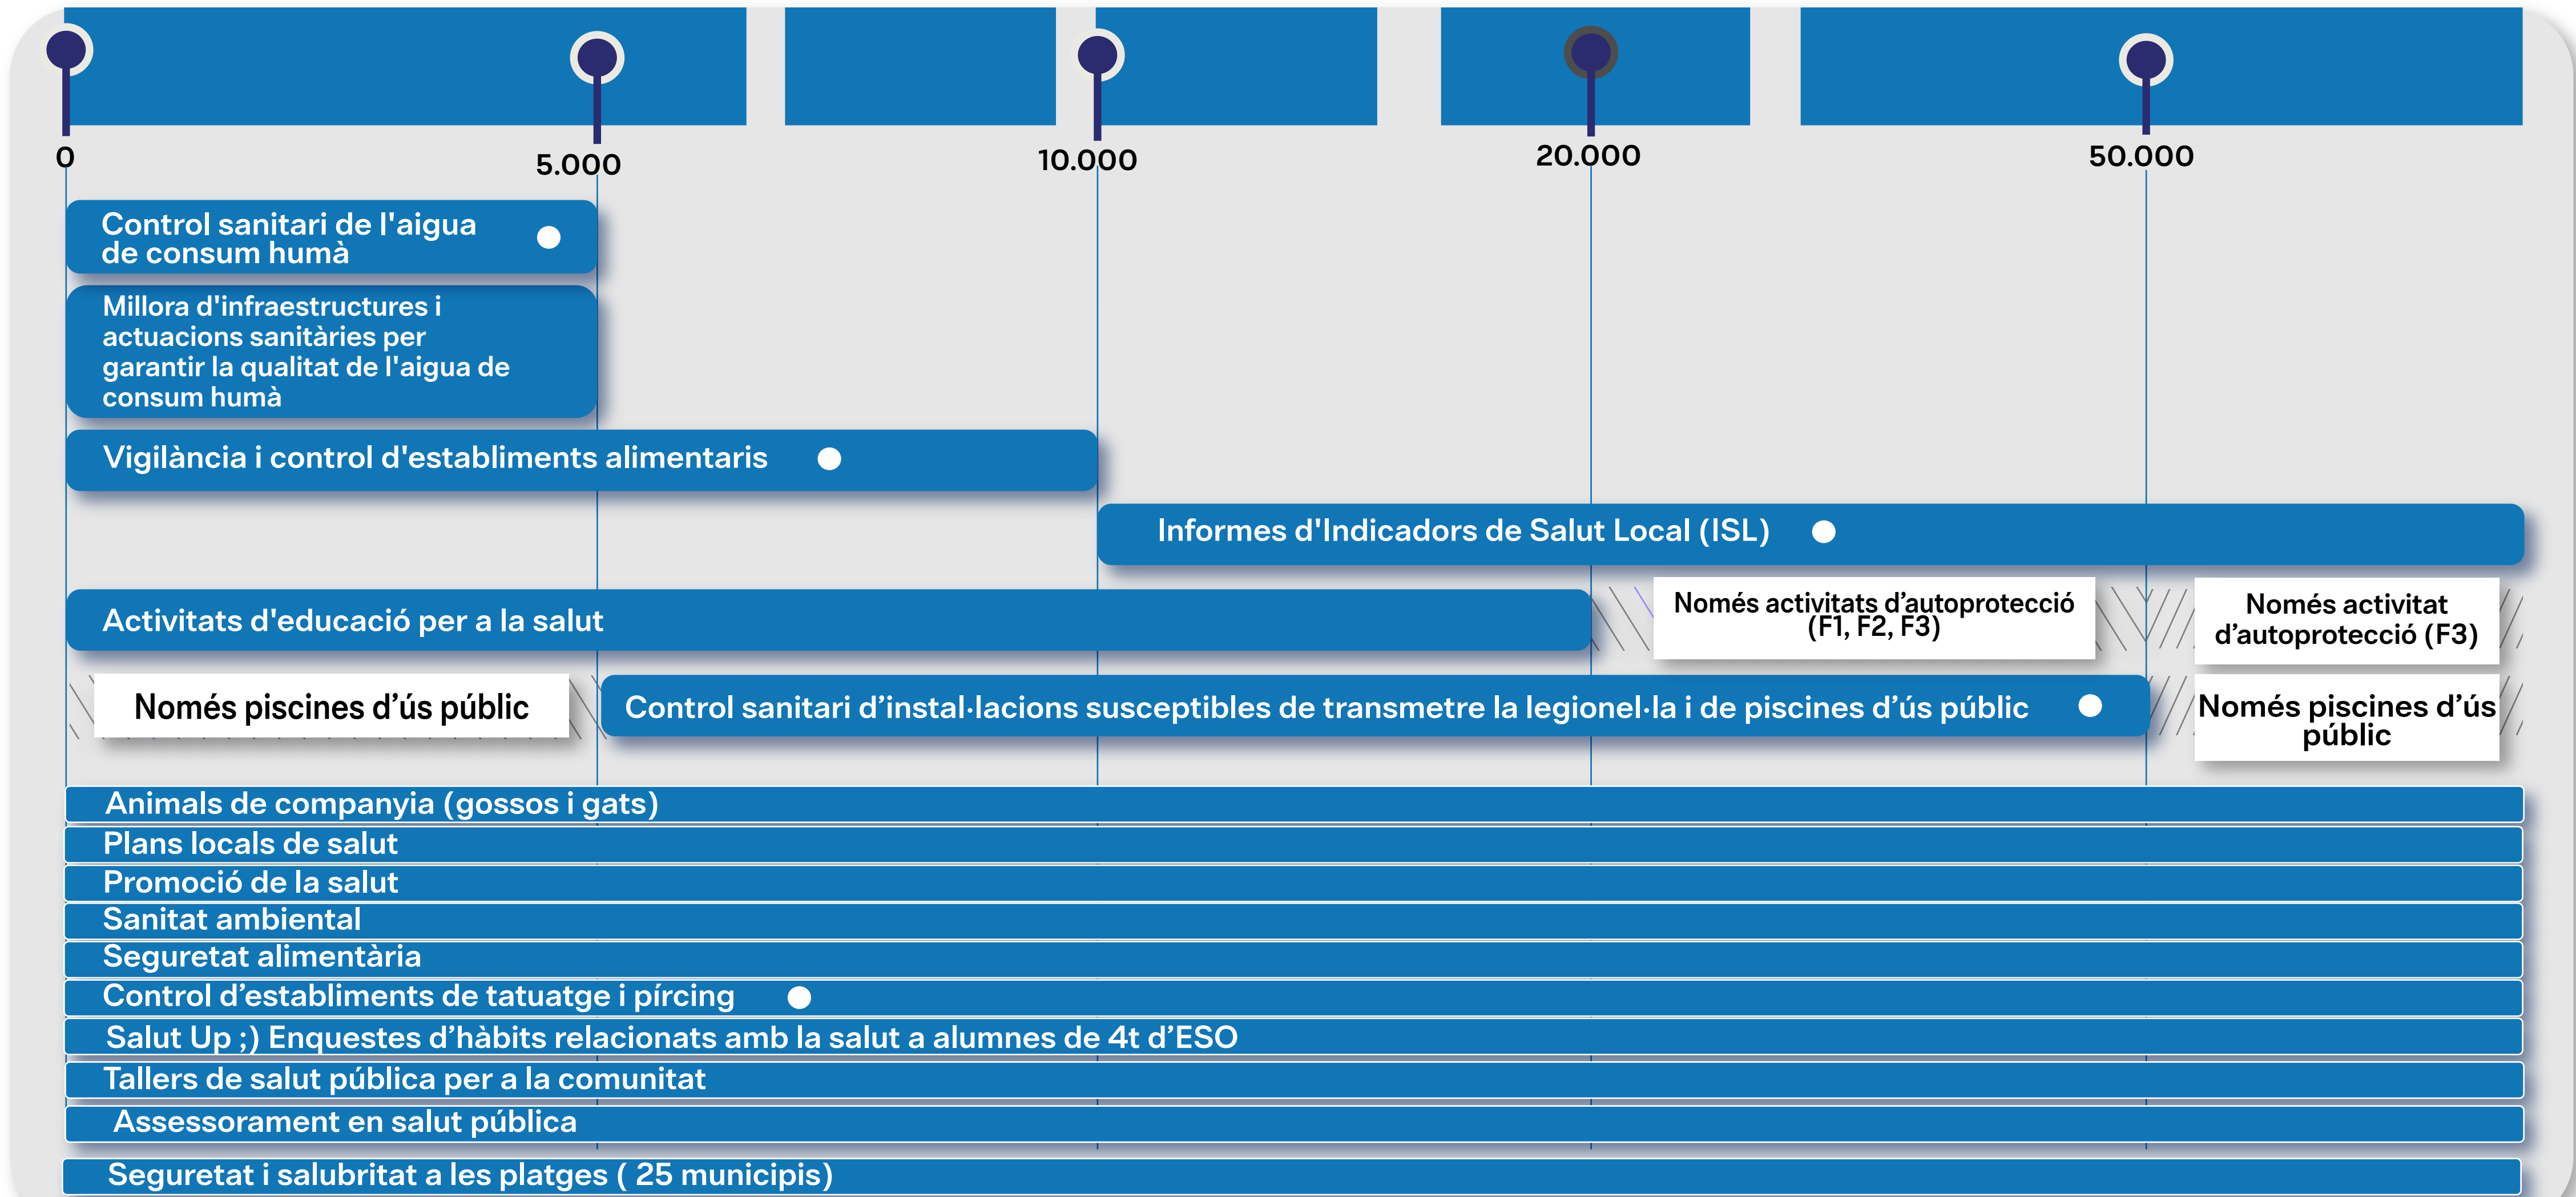 0
5.000
10.000
20.000
50.000
Control sanitari de l'aigua
de consum humà
Millora d'infraestructures i
actuacions sanitàries per
garantir la qualitat de l'aigua de
consum humà
Vigilància i control d'establiments alimentaris
Informes d'Indicadors de Salut Local (ISL)
Activitats d'educació per a la salut
Només activitats d’autoprotecció
(F1, F2, F3)
Només activitat
d’autoprotecció (F3)
Només piscines d’ús públic
Control sanitari d’instal·lacions susceptibles de transmetre la legionel·la i de piscines d’ús públic
Només piscines d’ús
públic
Animals de companyia (gossos i gats)
Plans locals de salut
Promoció de la salut
Sanitat ambiental
Seguretat alimentària
Control d’establiments de tatuatge i pírcing
Salut Up ;) Enquestes d’hàbits relacionats amb la salut a alumnes de 4t d’ESO
Tallers de salut pública per a la comunitat
Assessorament en salut pública
Seguretat i salubritat a les platges ( 25 municipis)